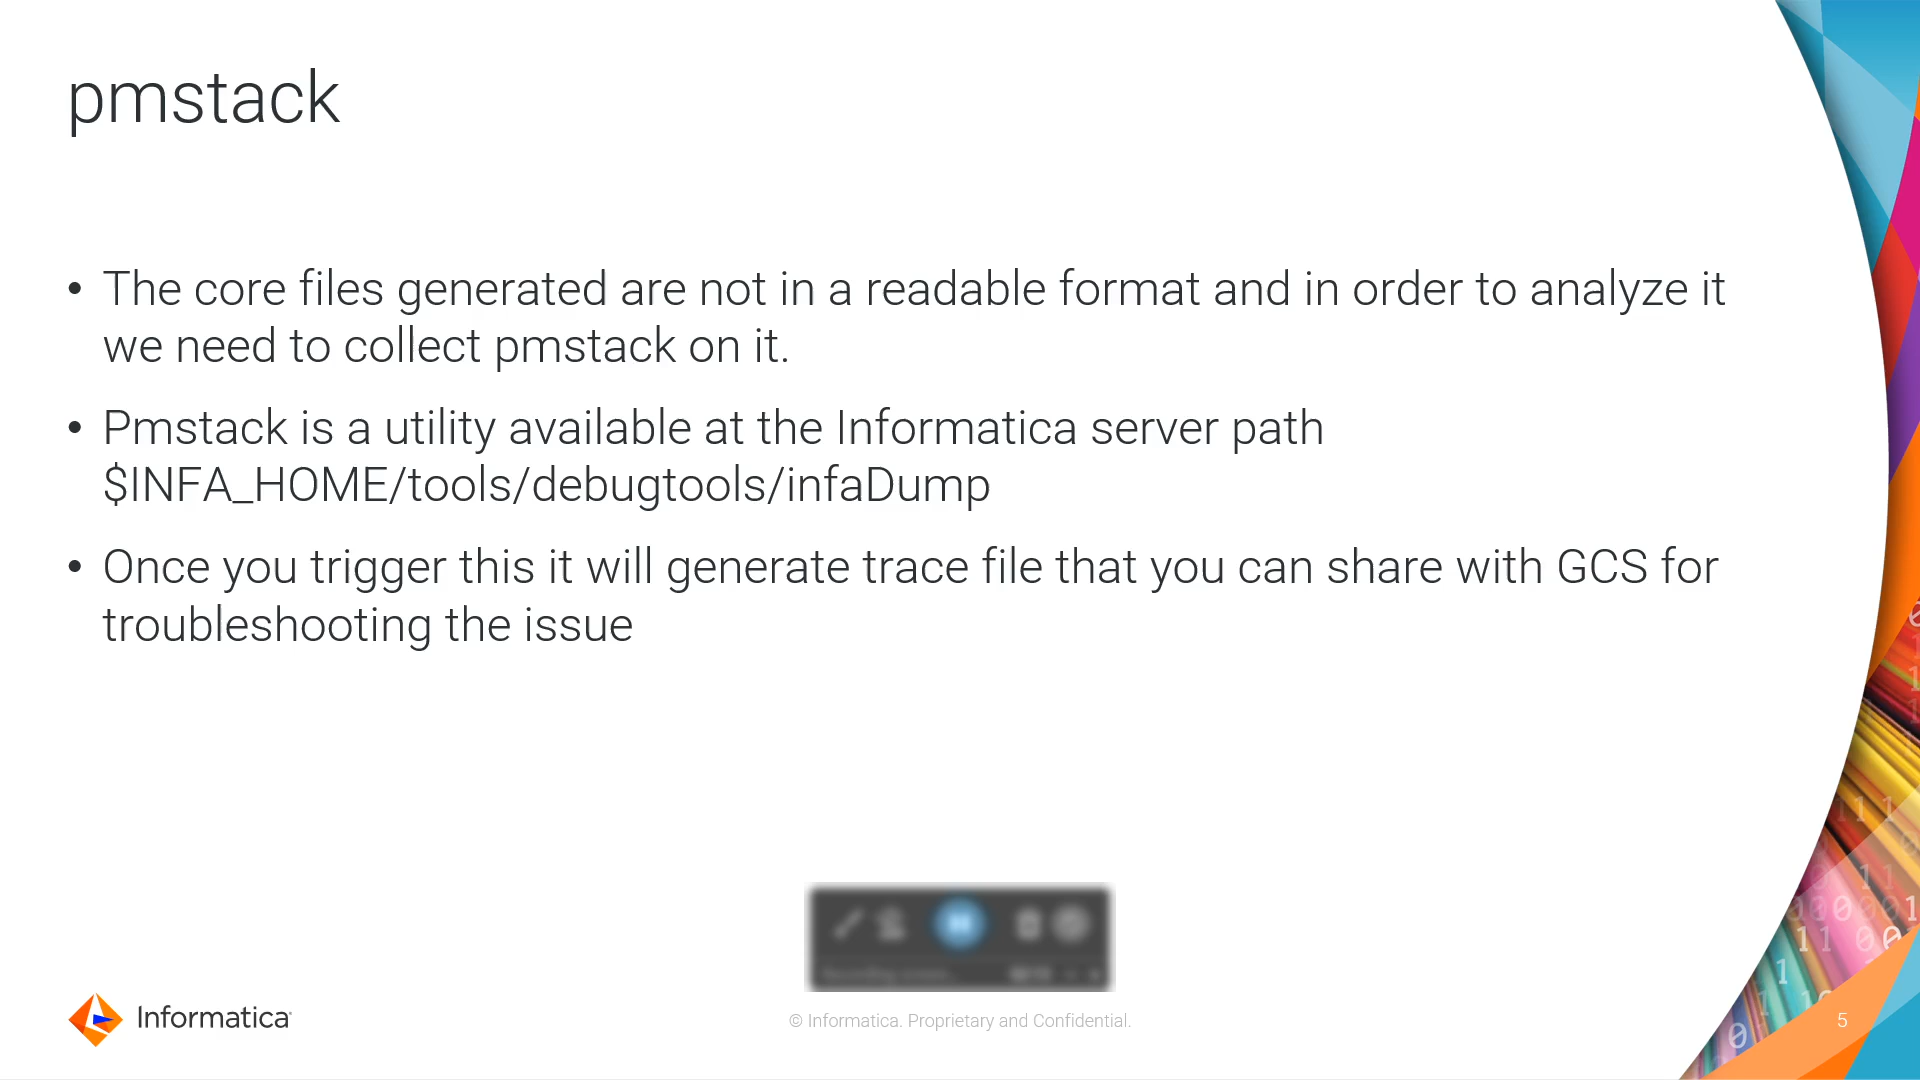 pmstack
• The core files generated are not in a readable format and in order to analyze it
we need to collect pmstack on it.
• Pmstack is a utility available at the Informatica server path
$INFA_HOME/tools/debugtools/infaDump
• Once you trigger this it will generate trace file that you can share with GCS for
troubleshooting the issue
Informatica
© Informatica. Proprietary and Confidential.
5